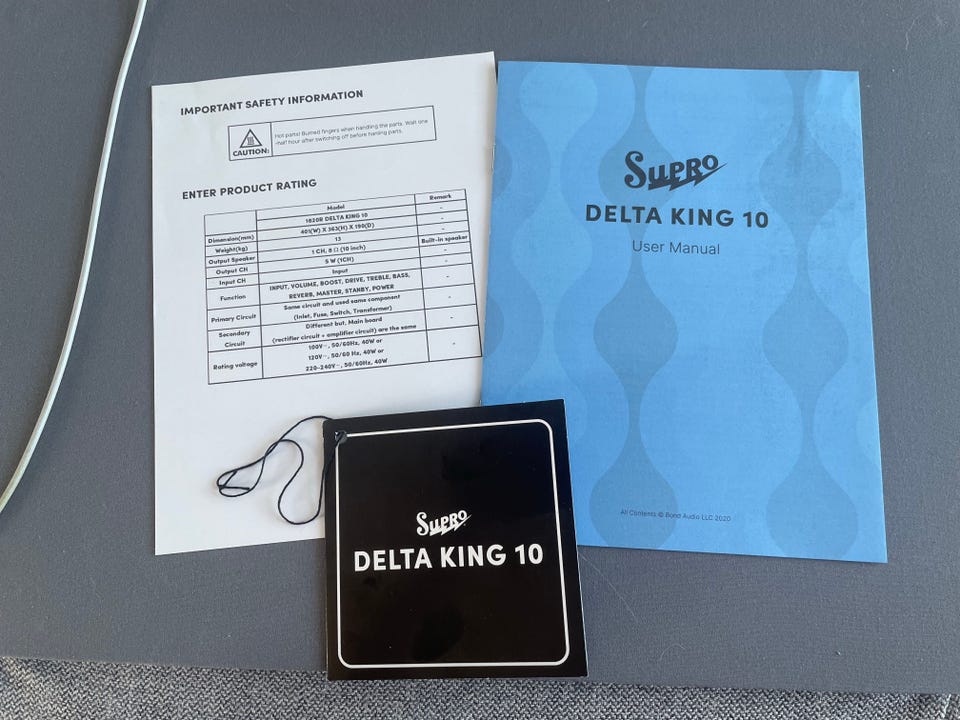 IMPORTANT SAFETY INFORMATION
CAUTION:
Hot parts! Burned fingers when handling the parts. Wait one
-half hour after switching off before hanling parts.
ENTER PRODUCT RATING
Model Remark
1820R DELTA KING 10 -
Dimension(mm) 401(W) X 363(H) X 190(D) -
Weight(kg) 13 -
Output Speaker 1 CH, 8 Ω (10 inch) Built-in speaker
Output CH 5 W (1CH) -
Input CH Input -
Function INPUT, VOLUME, BOOST, DRIVE, TREBLE, BASS, -
REVERB, MASTER, STANBY, POWER
Primary Circuit Same circuit and used same component -
(Inlet, Fuse, Switch, Transformer)
Secondary Different but, Main board -
Circuit (rectifier circuit + amplifier circuit) are the same
Rating voltage 100V~, 50/60Hz, 40W or -
120V~, 50/60 Hz, 40W or
220-240V~, 50/60Hz, 40W
SUPRO
DELTA KING 10
User Manual
All Contents © Bond Audio LLC 2020
SUPRO
DELTA KING 10